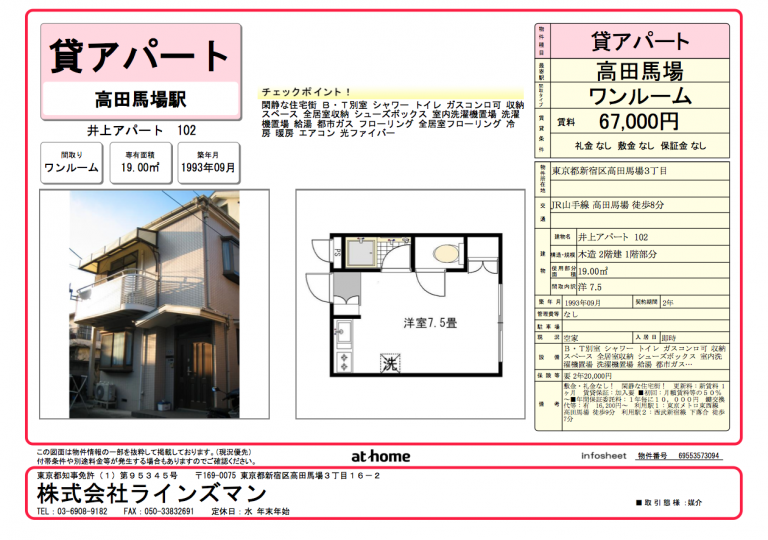 貸アパート
高田馬場駅
井上アパート 102
間取り
ワンルーム
専有面積
19.00㎡
築年月
1993年09月
チェックポイント！
閑静な住宅街 B・T別室 シャワー トイレ ガスコンロ可 収納
スペース 全居室収納 シューズボックス 室内洗濯機置場 洗濯
機置場 給湯 都市ガス フローリング 全居室フローリング 冷
房 暖房 エアコン 光ファイバー
PS
洋室7.5畳
洗
物件種目
貸アパート
最寄駅
高田馬場
間取タイプ
ワンルーム
賃貸条件
賃料 67,000円
礼金 なし 敷金 なし 保証金 なし
物件所在地
東京都新宿区高田馬場3丁目
交通
JR山手線 高田馬場 徒歩8分
建物
建物名 井上アパート 102
構造・規模 木造 2階建 1階部分
使用部分面積 19.00㎡
間取内訳 洋 7.5
築年月 1993年09月 契約期間 2年
管理費等 なし
駐車場
現況 空家 入居日 即時
設備
B・T別室 シャワー トイレ ガスコンロ可 収納
スペース 全居室収納 シューズボックス 室内洗
濯機置場 洗濯機置場 給湯 都市ガス…
保険等 要 2年20,000円
備考
敷金・礼金なし！ 閑静な住宅街！ 更新料：新賃料 1
ヶ月 賃貸保証：加入要 ■初回：月額賃料等の50％
～■年間保証委託料：1年毎に10,000円 鍵交換
代等：有 16,200円～ 利用駅1：東京メトロ東西線
高田馬場 徒歩9分 利用駅2：西武新宿線 下落合 徒歩
7分
この図面は物件情報の一部を抜粋して掲載しております。（現況優先）
付帯条件や別途料金等が発生する場合もありますのでご確認ください。
at home
infosheet 物件番号 69553573094
東京都知事免許（1）第95345号 〒169-0075 東京都新宿区高田馬場3丁目16－2
株式会社ラインズマン
TEL：03-6908-9182 FAX：050-33832691 定休日：水 年末年始
■取引態様：媒介